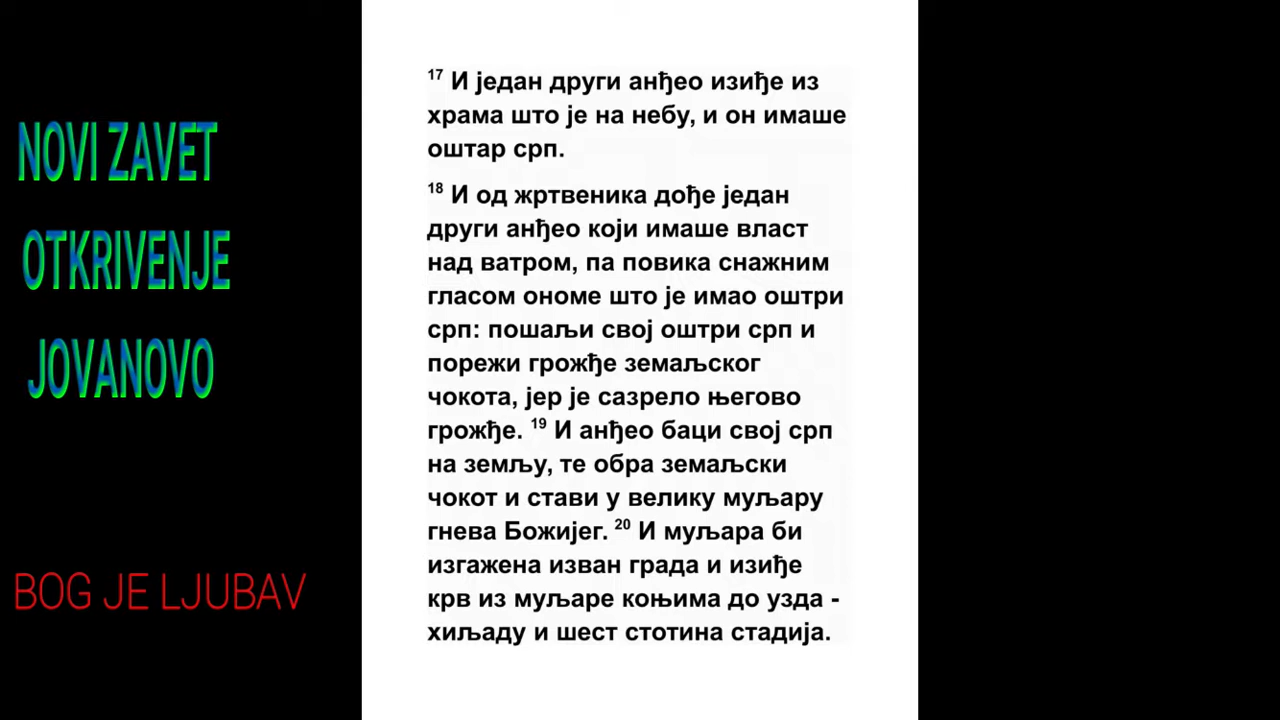 NOVI ZAVET
OTKRIVENJE
JOVANOVO
BOG JE LJUBAV
17 И један други анђео изиђе из
храма што је на небу, и он имаше
оштар срп.
18 И од жртвеника дође један
други анђео који имаше власт
над ватром, па повика снажним
гласом ономе што је имао оштри
срп: пошаљи свој оштри срп и
порежи грожђе земаљског
чокота, јер је сазрело његово
грожђе. 19 И анђео баци свој срп
на земљу, те обра земаљски
чокот и стави у велику муљару
гнева Божијег. 20 И муљара би
изгажена изван града и изиђе
крв из муљаре коњима до узда -
хиљаду и шест стотина стадија.